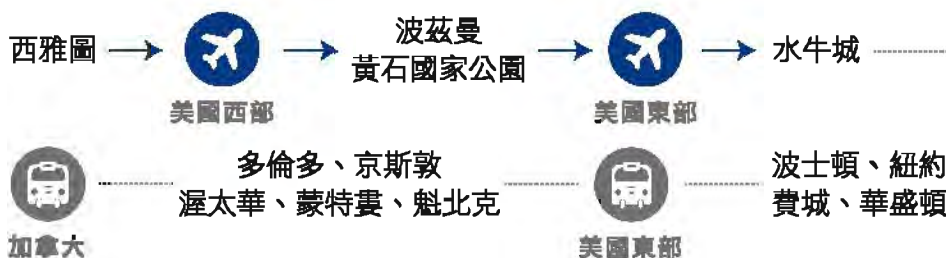 西雅圖
美國西部
波茲曼
黃石國家公園
美國東部
水牛城
加拿大
多倫多、京斯敦
渥太華、蒙特婁、魁北克
美國東部
波士頓、紐約
費城、華盛頓